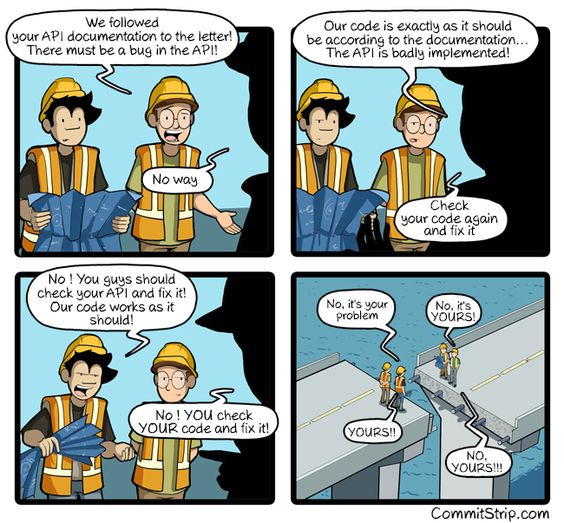 We followed
your API documentation to the letter!
There must be a bug in the API!
No way
Our code is exactly as it should
be according to the documentation...
The API is badly implemented!
Check
your code again
and fix it
No ! You guys should
check your API and fix it!
Our code works as it
should!
No ! YOU check
YOUR code and fix it!
No, it's your
problem
No, it's
YOURS!
YOURS!!
NO,
YOURS!!!
CommitStrip.com